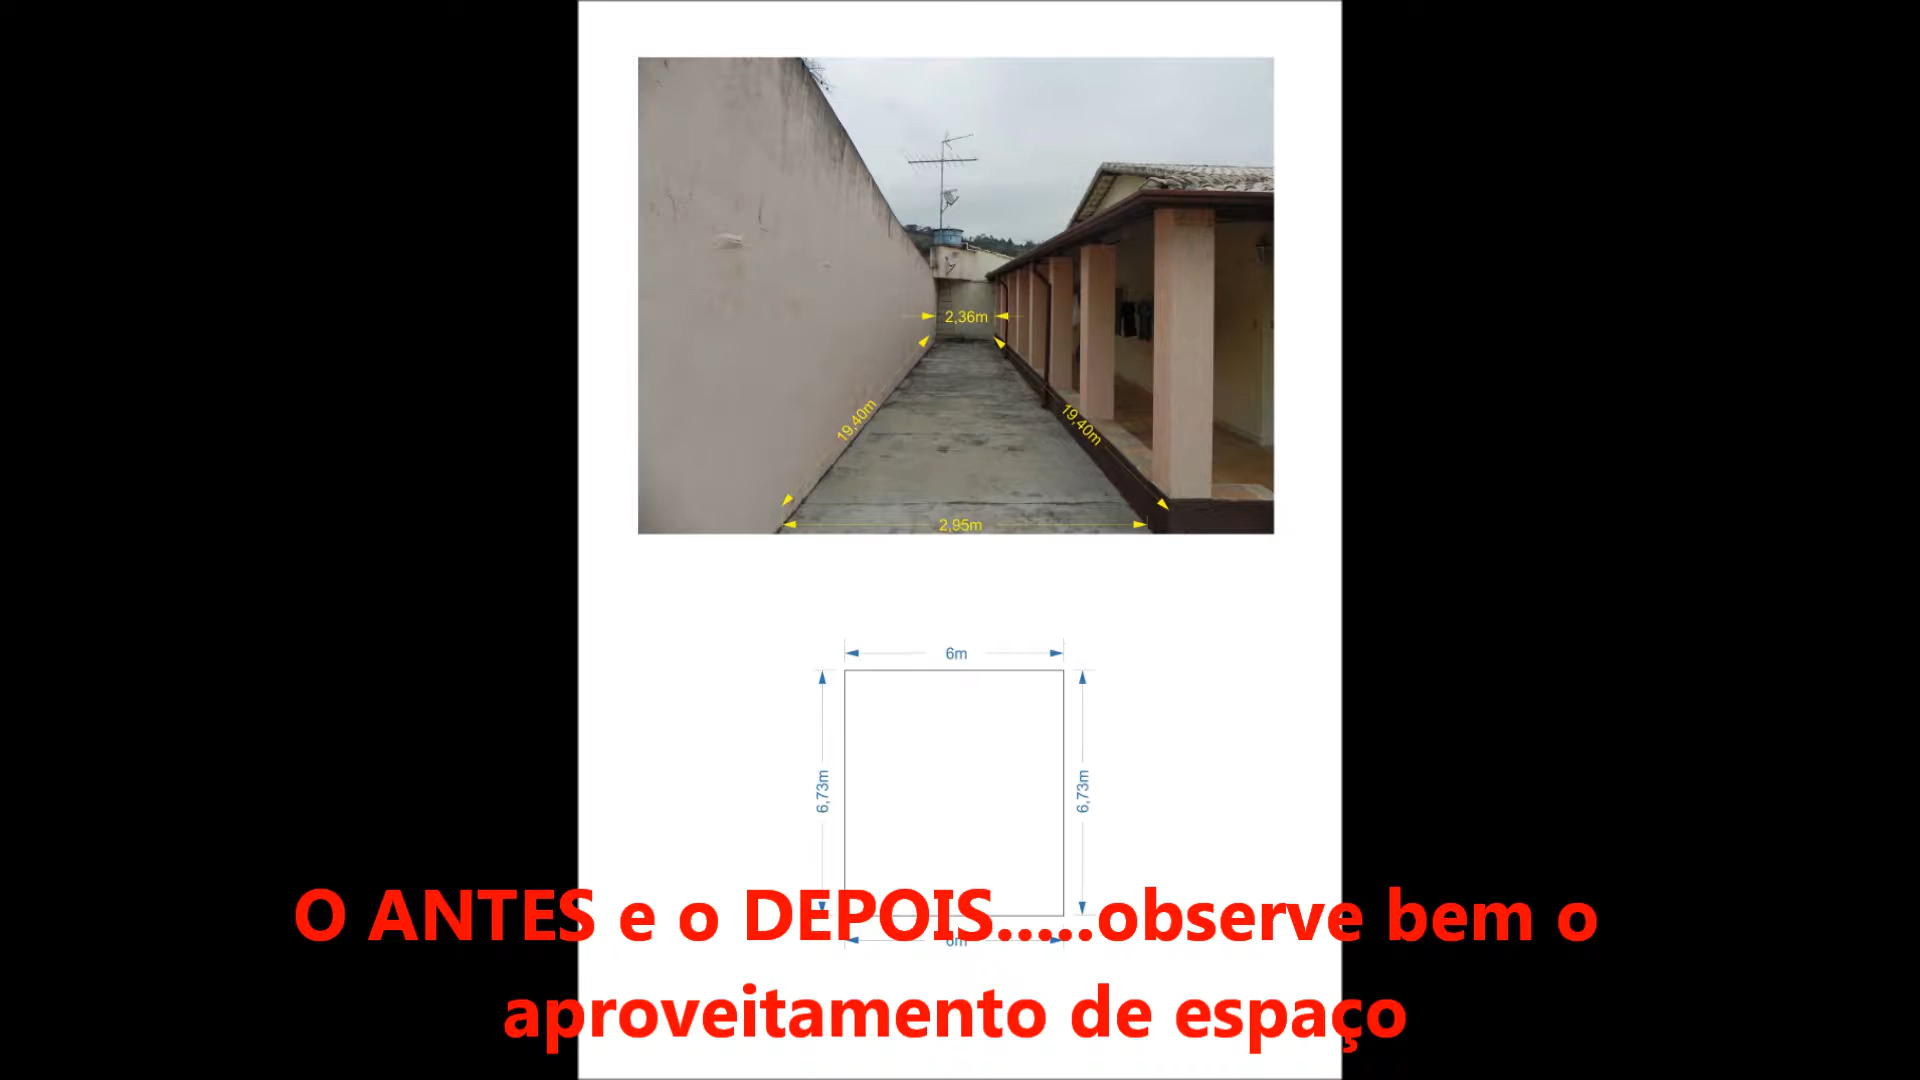 2,36m
19,40m
19,40m
2,95m
6m
6,73m
6,73m
6m
O ANTES e o DEPOIS.....observe bem o
aproveitamento de espaço